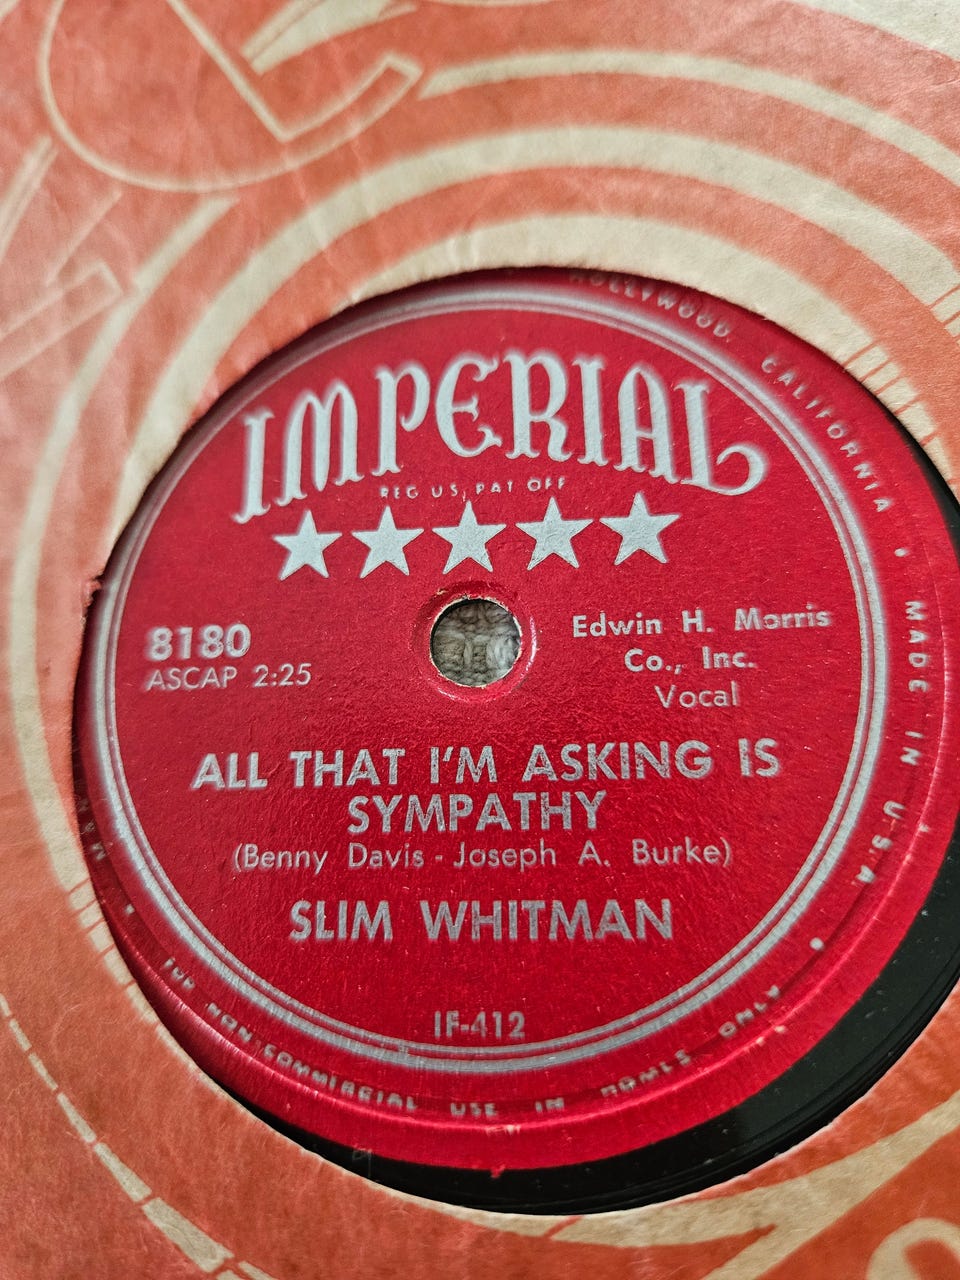 IMPERIAL
REG US. PAT OFF
8180
ASCAP 2:25
Edwin H. Morris
Co., Inc.
Vocal
ALL THAT I'M ASKING IS
SYMPATHY
(Benny Davis - Joseph A. Burke)
SLIM WHITMAN
IF-412
HOLLYWOOD, CALIFORNIA • MADE IN U.S.A. •
FOR NON-COMMERCIAL USE IN HOMES ONLY